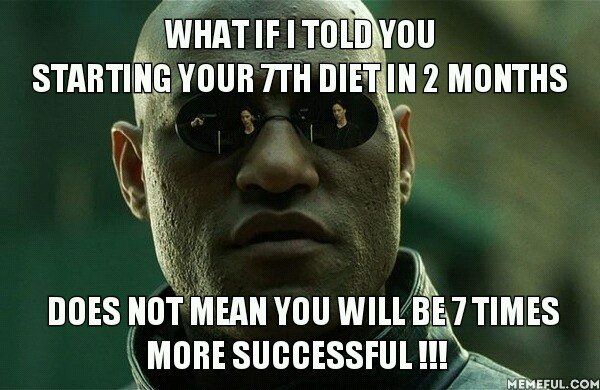 WHAT IF I TOLD YOU
STARTING YOUR 7TH DIET IN 2 MONTHS
DOES NOT MEAN YOU WILL BE 7 TIMES
MORE SUCCESSFUL !!!
MEMEFUL.COM